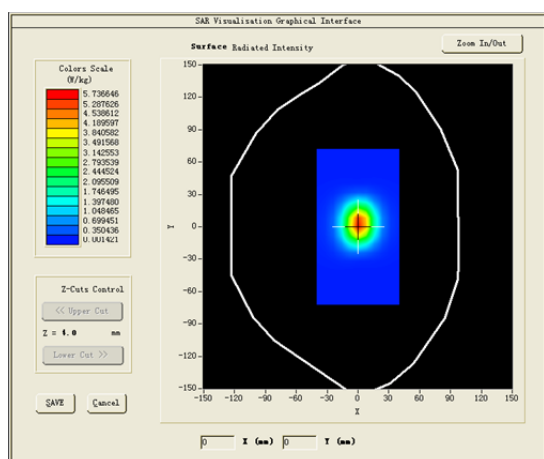 SAR Visualisation Graphical Interface
Surface Radiated Intensity
Zoom In/Out
Colors Scale
(W/kg)
5.736646
5.287626
4.538612
4.189597
3.840582
3.491568
3.142553
2.793539
2.444524
2.095509
1.746495
1.397480
1.048465
0.699451
0.350436
0.001421
Z-Cuts Control
<< Upper Cut
Z = 4.0 mm
Lower Cut >>
SAVE
Cancel
150
120
90
60
30
0
-30
-60
-90
-120
-150
Y
-150 -120 -90 -60 -30 0 30 60 90 120 150
X
0 X (mm) 0 Y (mm)